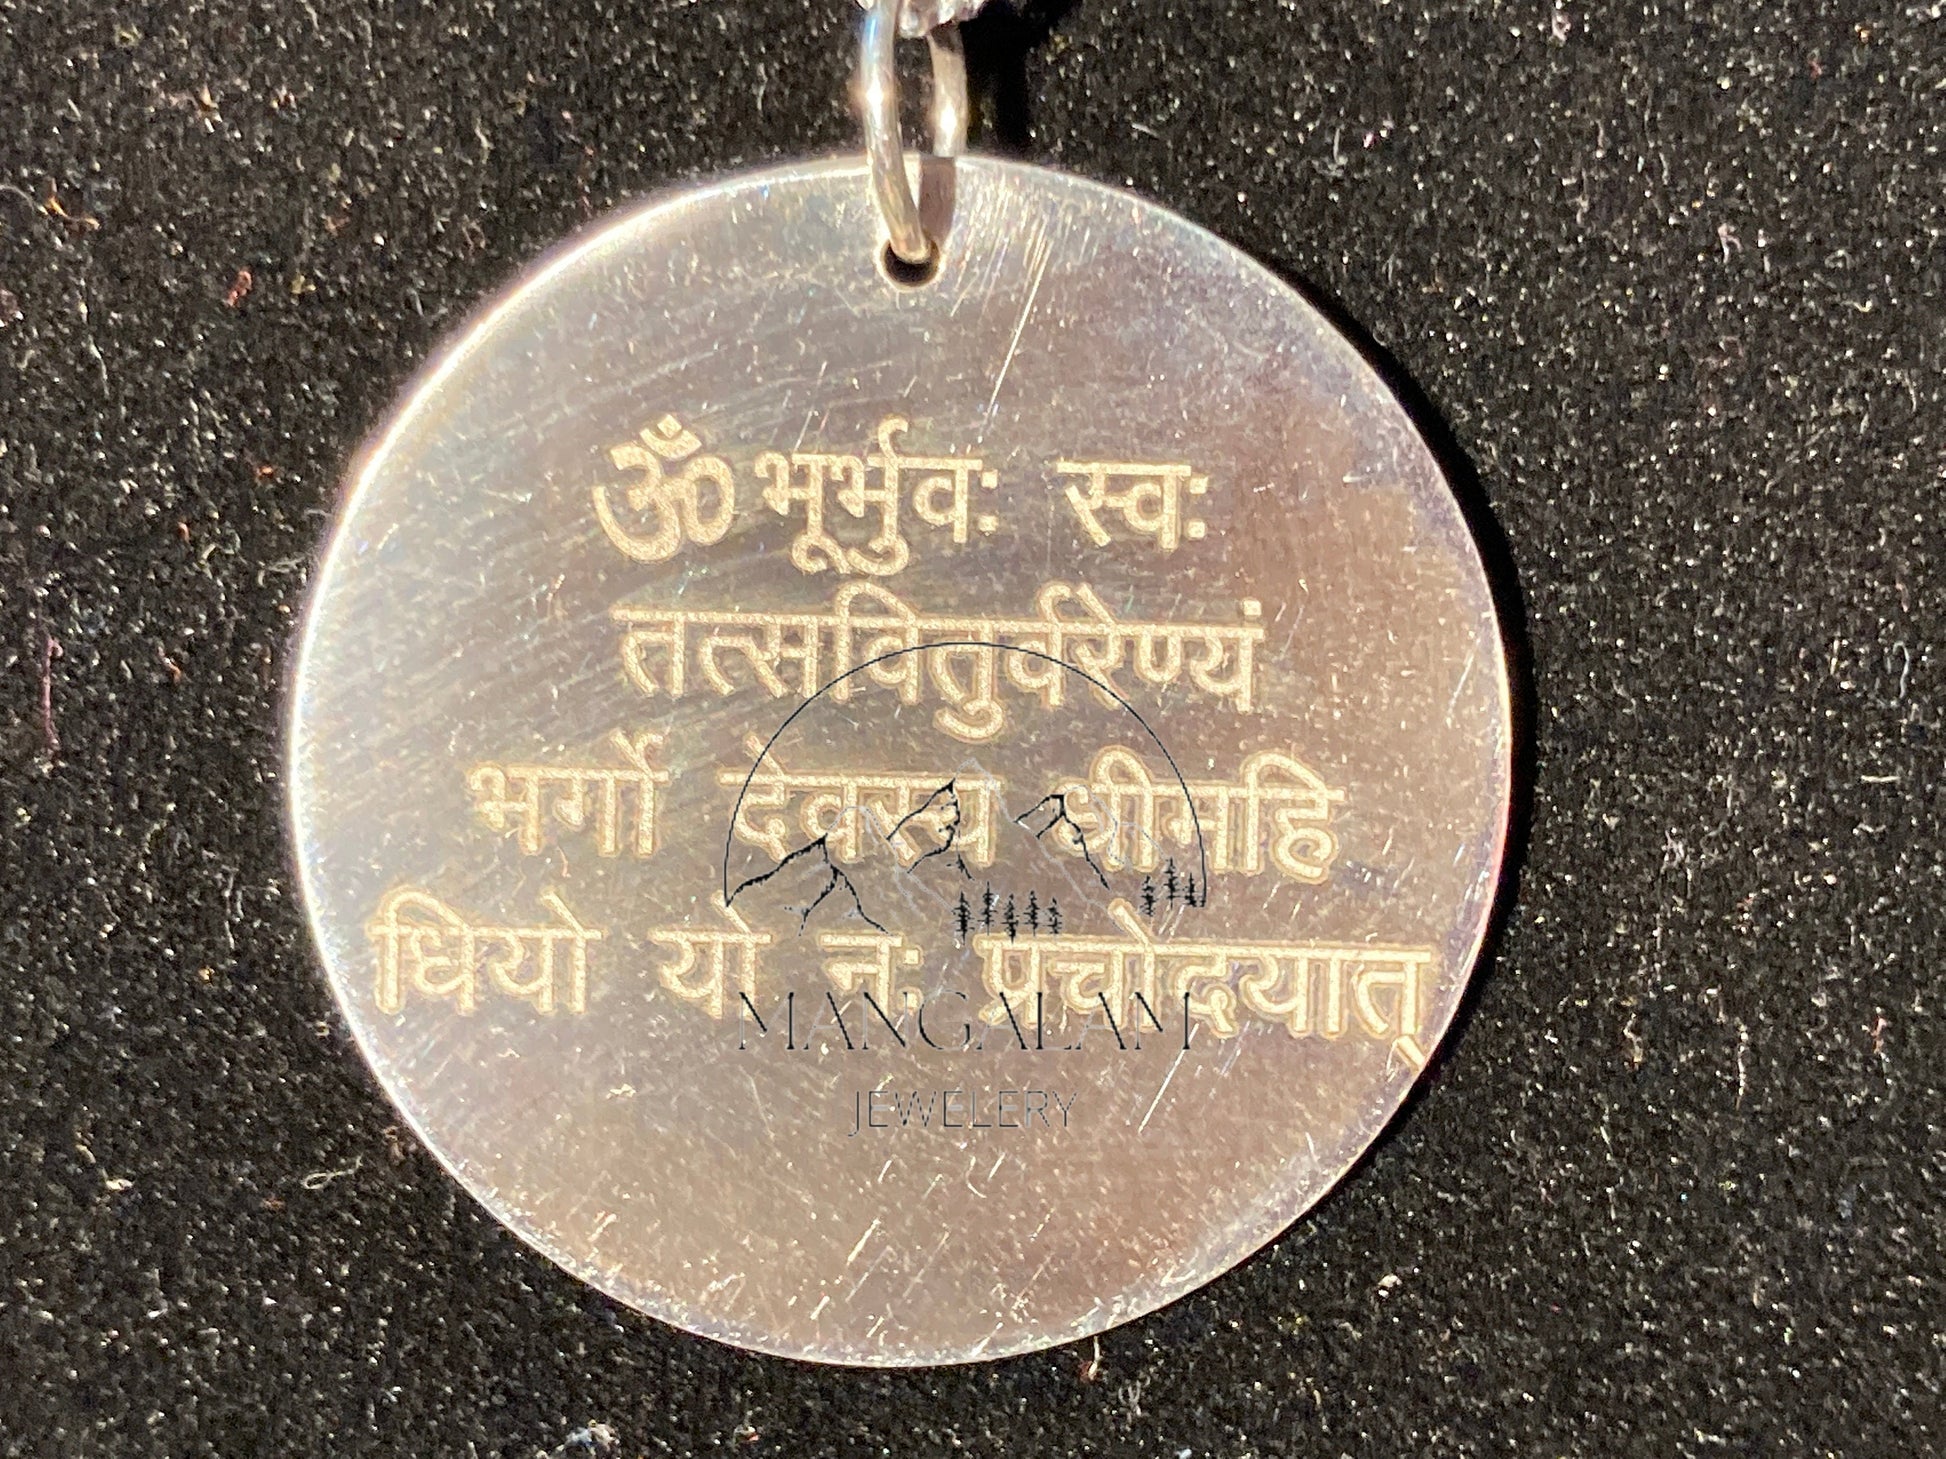 ॐ भूर्भुवः स्वः
तत्सवितुर्वरेण्यं
भर्गो देवस्य धीमहि
धियो यो नः प्रचोदयात्
MANGALAM
JEWELERY